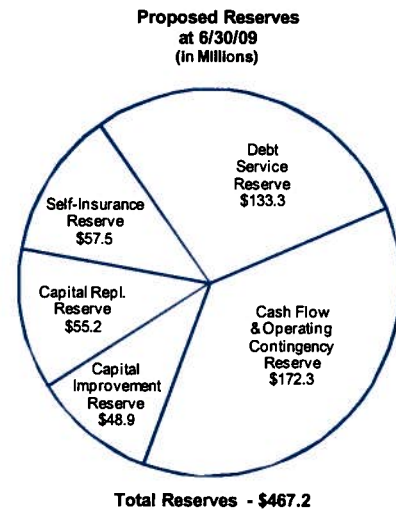 Proposed Reserves
at 6/30/09
(in Millions)
Debt
Service
Reserve
$133.3
Self-Insurance
Reserve
$57.5
Capital Repl.
Reserve
$55.2
Cash Flow
& Operating
Contingency
Reserve
$172.3
Capital
Improvement
Reserve
$48.9
Total Reserves - $467.2